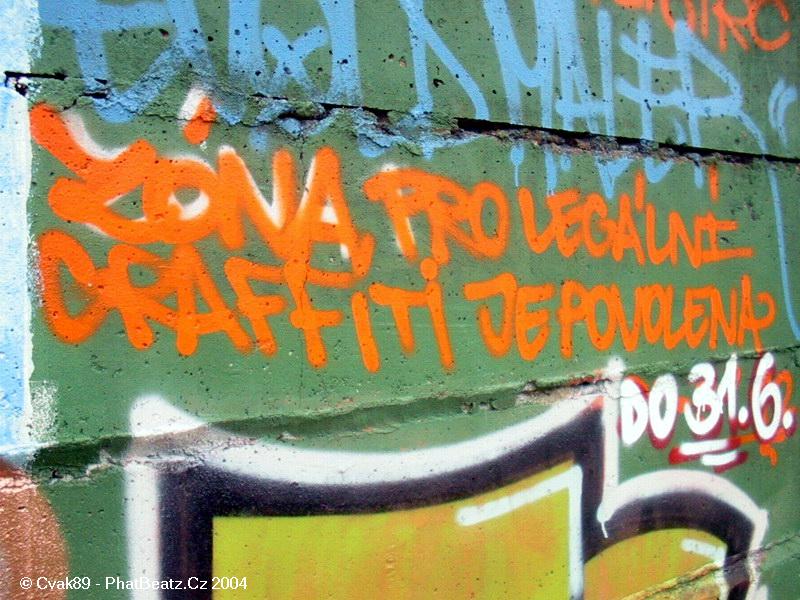 ZÓNA PRO LEGÁLNÍ
GRAFFITI JE POVOLENA
DO 31.6.
© Cvak89 - PhatBeatz.Cz 2004